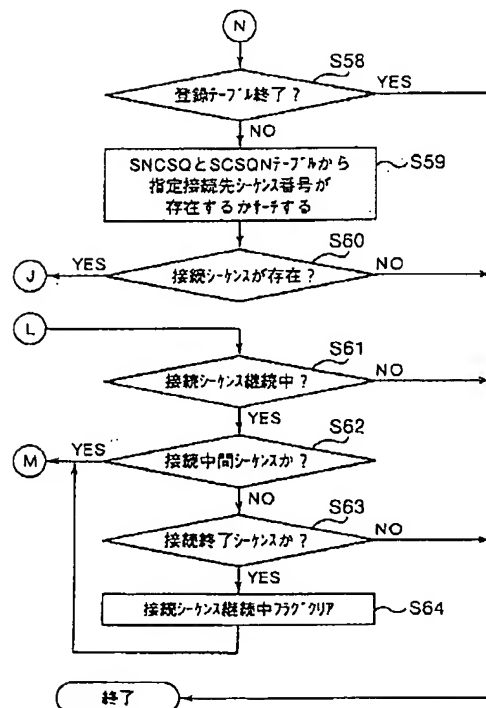 N
S58
登録ﾃｰﾌﾞﾙ終了?
YES
NO
S59
SNCSQとSCSQNﾃｰﾌﾞﾙから
指定接続先ｼｰｹﾝｽ番号が
存在するかｻｰﾁする
S60
J
YES
接続ｼｰｹﾝｽが存在?
NO
L
S61
接続ｼｰｹﾝｽ継続中?
NO
YES
S62
M
YES
接続中間ｼｰｹﾝｽか?
NO
S63
接続終了ｼｰｹﾝｽか?
NO
YES
接続ｼｰｹﾝｽ継続中ﾌﾗｸﾞｸﾘｱ
S64
終了